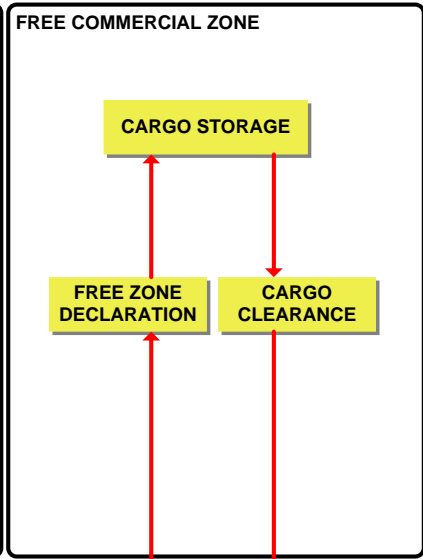 FREE COMMERCIAL ZONE
CARGO STORAGE
FREE ZONE
DECLARATION
CARGO
CLEARANCE